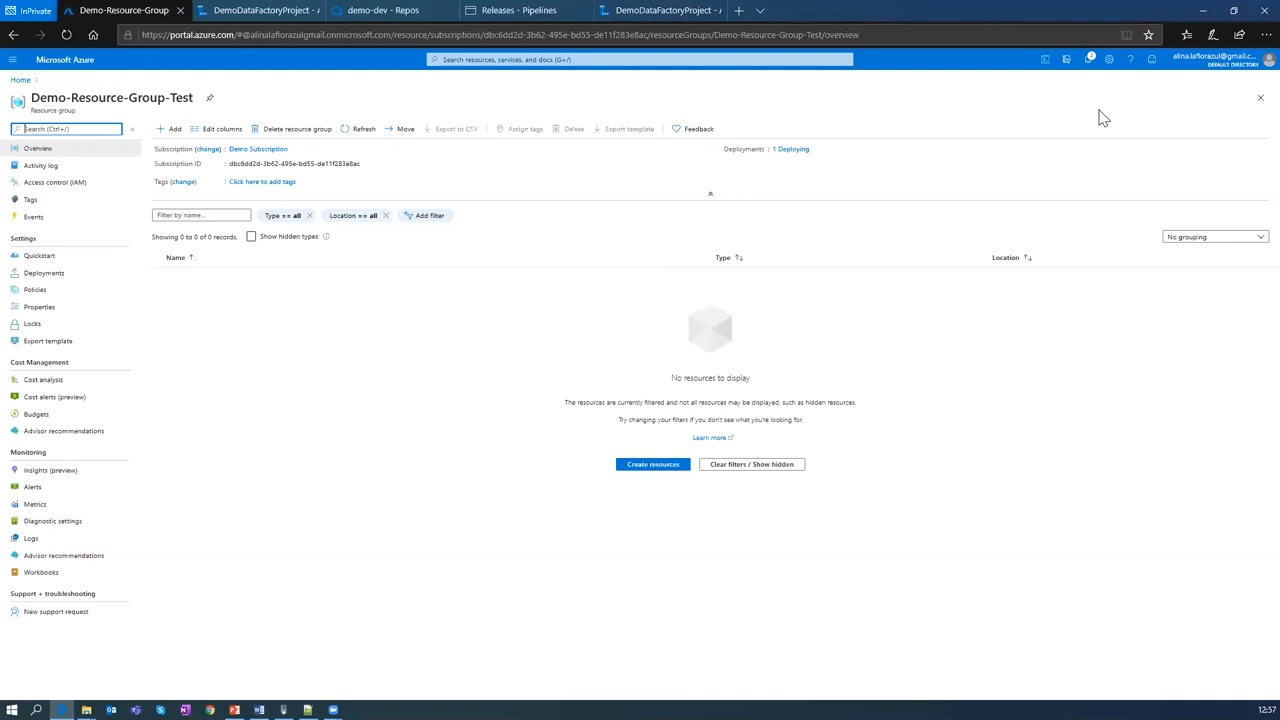 InPrivate
Demo-Resource-Group-Test
DemoDataFactoryProject - A
demo-dev - Repos
Releases - Pipelines
DemoDataFactoryProject - A
https://portal.azure.com/#@alinalaflorazulgmail.onmicrosoft.com/resource/subscriptions/dbc6dd2d-3b62-495e-bd55-de11f283e8ac/resourceGroups/Demo-Resource-Group-Test/overview
Microsoft Azure
Search resources, services, and docs (G+/)
2
alina.laflorazul@gmail.c...
DEFAULT DIRECTORY
Home >
Demo-Resource-Group-Test
Resource group
Search (Ctrl+/)
Add
Edit columns
Delete resource group
Refresh
Move
Export to CSV
Assign tags
Delete
Export template
Feedback
Subscription (change) : Demo Subscription
Deployments : 1 Deploying
Subscription ID : dbc6dd2d-3b62-495e-bd55-de11f283e8ac
Tags (change) : Click here to add tags
Filter by name...
Type == all
Location == all
Add filter
Showing 0 to 0 of 0 records.
Show hidden types
No grouping
Name
Type
Location
No resources to display
The resources are currently filtered and not all resources may be displayed, such as hidden resources.
Try changing your filters if you don't see what you're looking for.
Learn more
Create resources
Clear filters / Show hidden
Overview
Activity log
Access control (IAM)
Tags
Events
Settings
Quickstart
Deployments
Policies
Properties
Locks
Export template
Cost Management
Cost analysis
Cost alerts (preview)
Budgets
Advisor recommendations
Monitoring
Insights (preview)
Alerts
Metrics
Diagnostic settings
Logs
Advisor recommendations
Workbooks
Support + troubleshooting
New support request
12:57